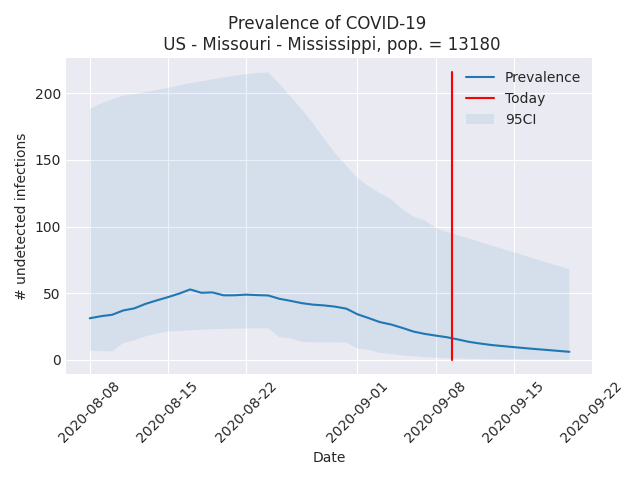 Prevalence of COVID-19
US - Missouri - Mississippi, pop. = 13180
Prevalence
Today
95CI
# undetected infections
200
150
100
50
0
2020-08-08
2020-08-15
2020-08-22
2020-09-01
2020-09-08
2020-09-15
2020-09-22
Date